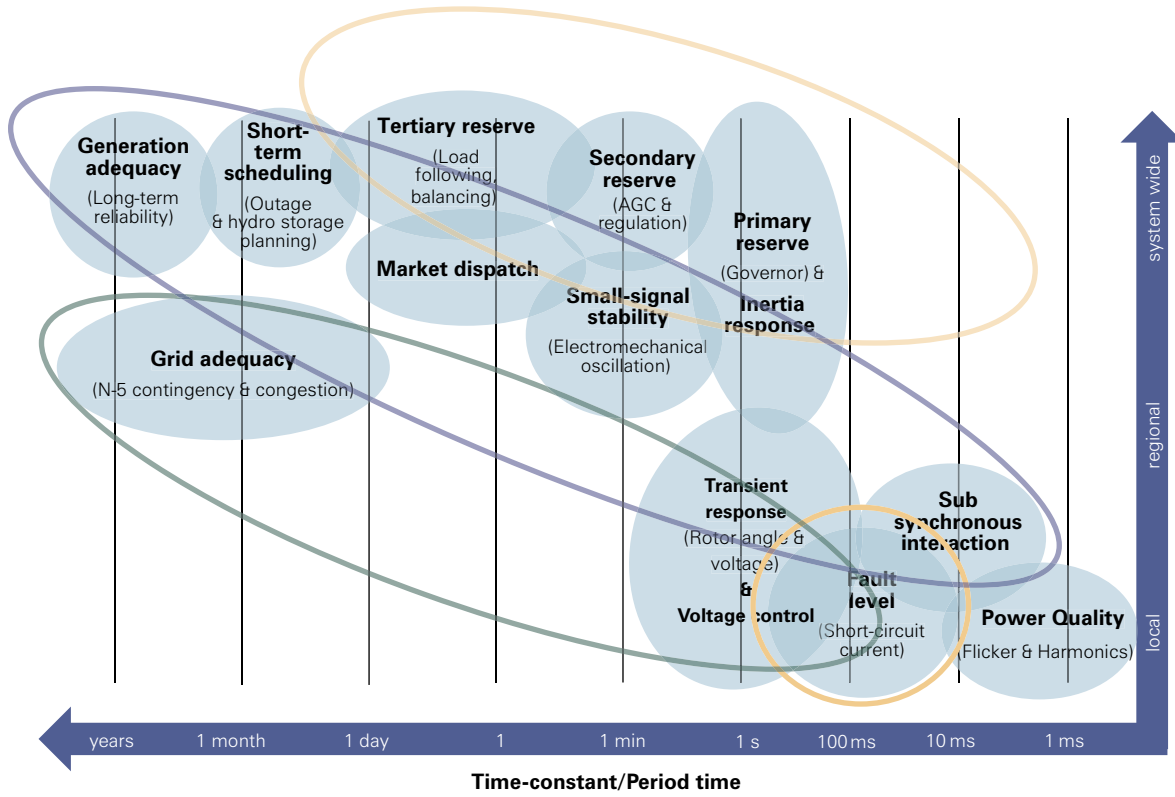 Generation
adequacy
(Long-term
reliability)
Short-
term
scheduling
(Outage
& hydro storage
planning)
Tertiary reserve
(Load
following,
balancing)
Secondary
reserve
(AGC &
regulation)
Primary
reserve
(Governor) &
Inertia
response
Market dispatch
Small-signal
stability
(Electromechanical
oscillation)
Grid adequacy
(N-5 contingency & congestion)
Transient
response
(Rotor angle &
voltage)
&
Voltage control
Sub
synchronous
interaction
Fault
level
(Short-circuit
current)
Power Quality
(Flicker & Harmonics)
system wide
regional
local
years
1 month
1 day
1
1 min
1 s
100 ms
10 ms
1 ms
Time-constant/Period time